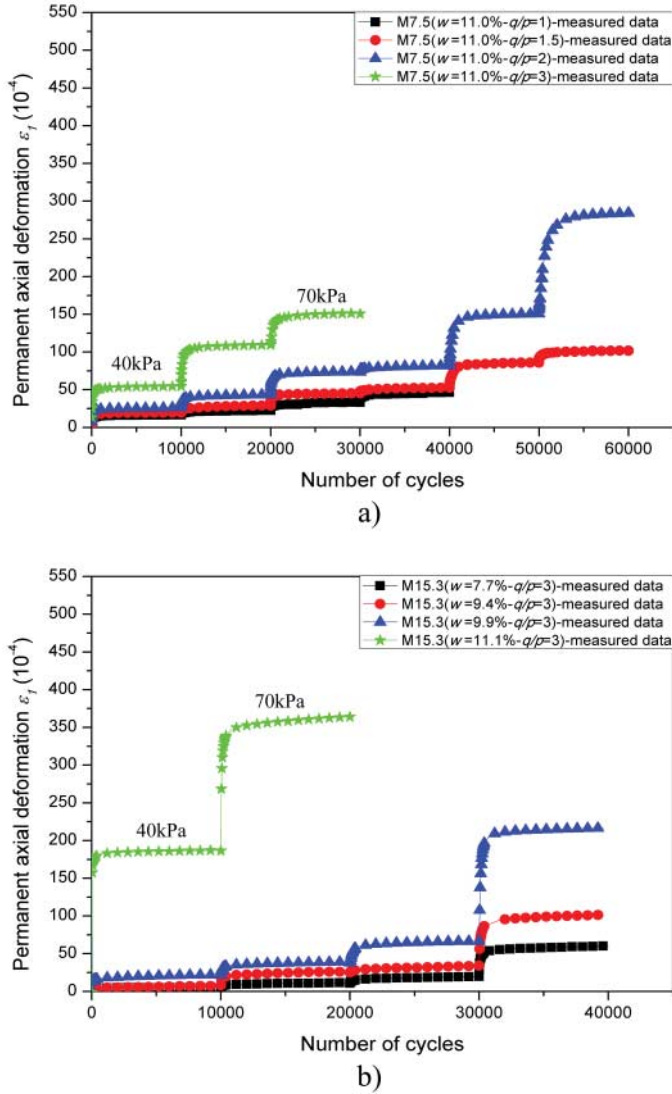 M7.5(w=11.0%-q/p=1)-measured data
M7.5(w=11.0%-q/p=1.5)-measured data
M7.5(w=11.0%-q/p=2)-measured data
M7.5(w=11.0%-q/p=3)-measured data
550
500
450
400
350
300
250
200
150
100
50
0
Permanent axial deformation ε₁ (10⁻⁴)
40kPa
70kPa
0 10000 20000 30000 40000 50000 60000
Number of cycles
a)
M15.3(w=7.7%-q/p=3)-measured data
M15.3(w=9.4%-q/p=3)-measured data
M15.3(w=9.9%-q/p=3)-measured data
M15.3(w=11.1%-q/p=3)-measured data
550
500
450
400
350
300
250
200
150
100
50
0
Permanent axial deformation ε₁ (10⁻⁴)
70kPa
40kPa
0 10000 20000 30000 40000
Number of cycles
b)